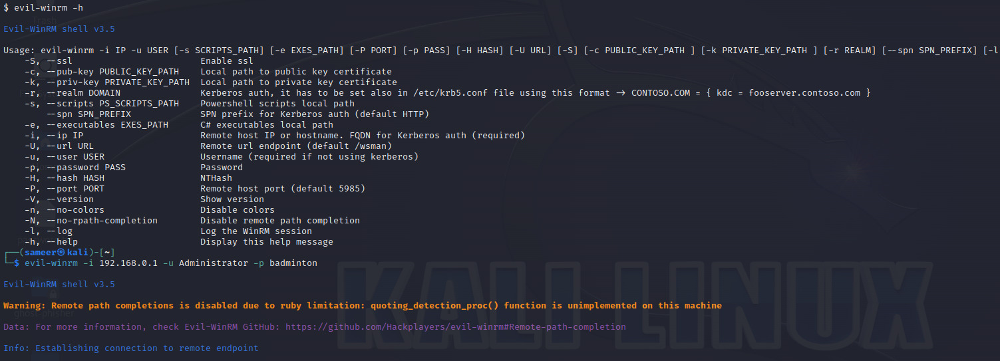 $ evil-winrm -h
Evil-WinRM shell v3.5
Usage: evil-winrm -i IP -u USER [-s SCRIPTS_PATH] [-e EXES_PATH] [-P PORT] [-p PASS] [-H HASH] [-U URL] [-S] [-c PUBLIC_KEY_PATH ] [-k PRIVATE_KEY_PATH ] [-r REALM] [--spn SPN_PREFIX] [-l
-S, --ssl Enable ssl
-c, --pub-key PUBLIC_KEY_PATH Local path to public key certificate
-k, --priv-key PRIVATE_KEY_PATH Local path to private key certificate
-r, --realm DOMAIN Kerberos auth, it has to be set also in /etc/krb5.conf file using this format -> CONTOSO.COM = { kdc = fooserver.contoso.com }
-s, --scripts PS_SCRIPTS_PATH Powershell scripts local path
--spn SPN_PREFIX SPN prefix for Kerberos auth (default HTTP)
-e, --executables EXES_PATH C# executables local path
-i, --ip IP Remote host IP or hostname. FQDN for Kerberos auth (required)
-U, --url URL Remote url endpoint (default /wsman)
-u, --user USER Username (required if not using kerberos)
-p, --password PASS Password
-H, --hash HASH NTHash
-P, --port PORT Remote host port (default 5985)
-V, --version Show version
-n, --no-colors Disable colors
-N, --no-rpath-completion Disable remote path completion
-l, --log Log the WinRM session
-h, --help Display this help message
┌──(sameer㉿kali)-[~]
└─$ evil-winrm -i 192.168.0.1 -u Administrator -p badminton
Evil-WinRM shell v3.5
Warning: Remote path completions is disabled due to ruby limitation: quoting_detection_proc() function is unimplemented on this machine
Data: For more information, check Evil-WinRM GitHub: https://github.com/Hackplayers/evil-winrm#Remote-path-completion
Info: Establishing connection to remote endpoint
KALI LINUX
Trash